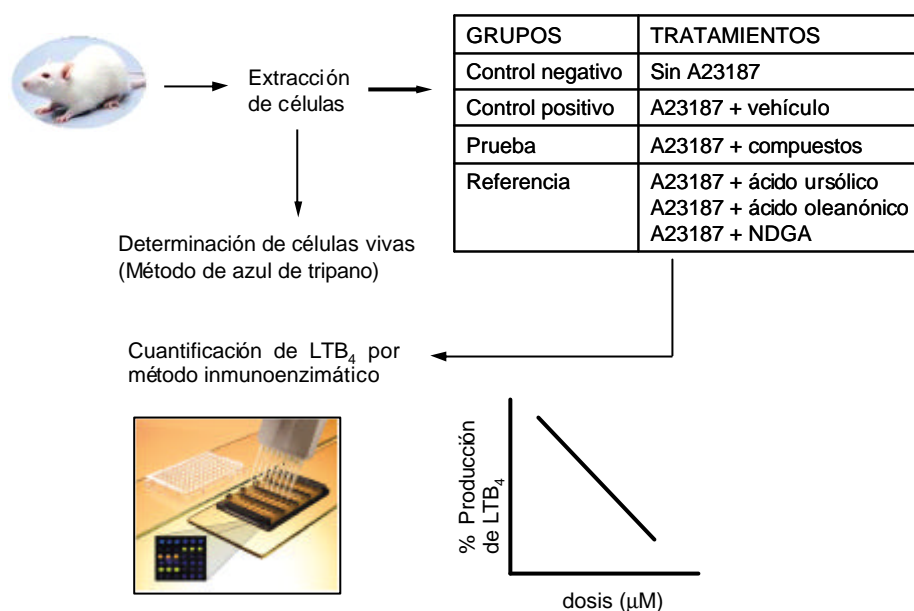 Extracción
de células
GRUPOS TRATAMIENTOS
Control negativo Sin A23187
Control positivo A23187 + vehículo
Prueba A23187 + compuestos
Referencia A23187 + ácido ursólico
A23187 + ácido oleanónico
A23187 + NDGA
Determinación de células vivas
(Método de azul de tripano)
Cuantificación de LTB₄ por
método inmunoenzimático
% Producción
de LTB₄
dosis (μM)